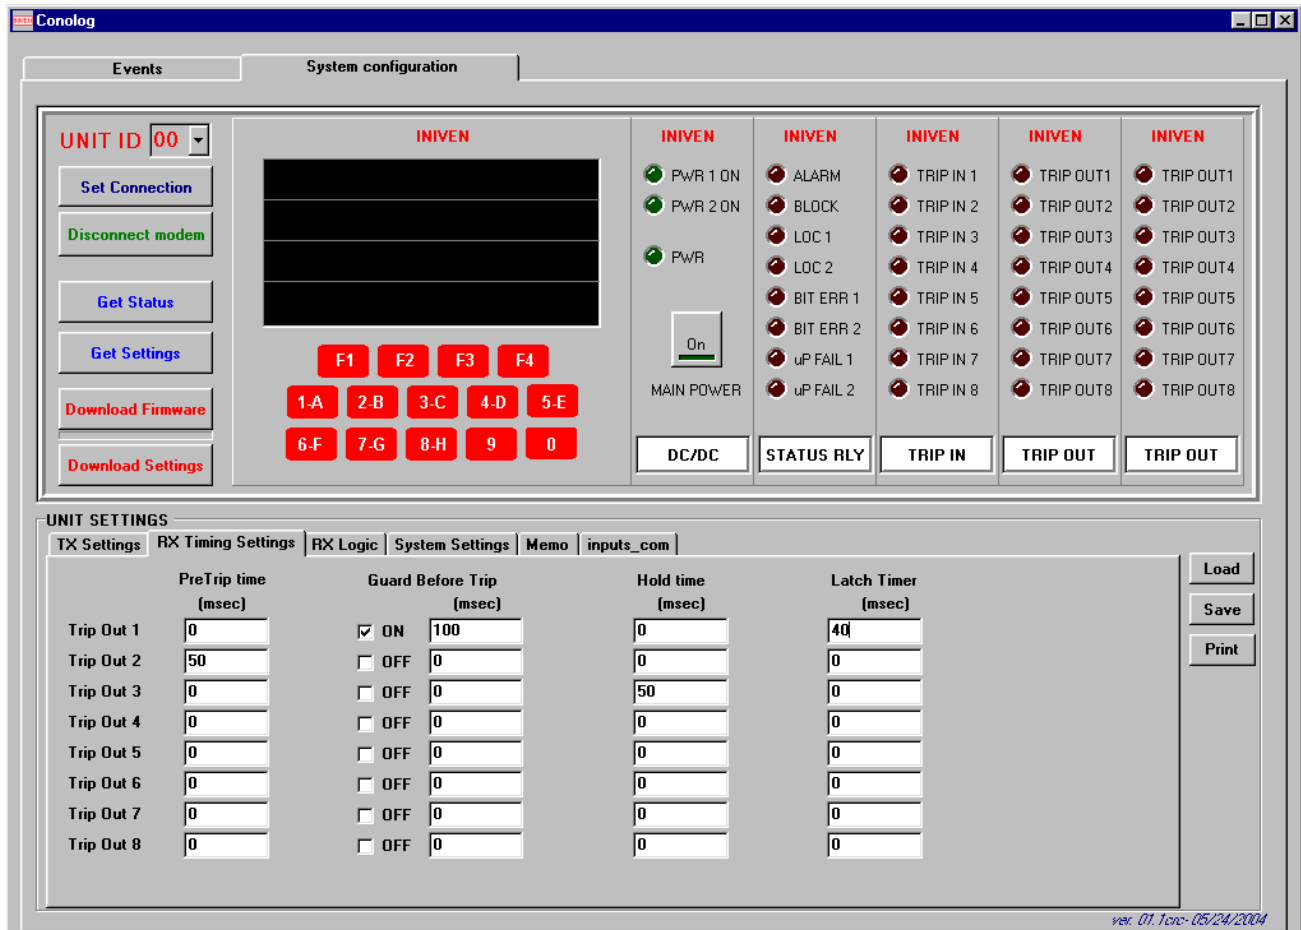 INIVEN Conolog
Events System configuration
UNIT ID 00
Set Connection
Disconnect modem
Get Status
Get Settings
Download Firmware
Download Settings
INIVEN
F1 F2 F3 F4
1-A 2-B 3-C 4-D 5-E
6-F 7-G 8-H 9 0
INIVEN
PWR 1 ON
PWR 2 ON
PWR
On
MAIN POWER
DC/DC
INIVEN
ALARM
BLOCK
LOC 1
LOC 2
BIT ERR 1
BIT ERR 2
uP FAIL 1
uP FAIL 2
STATUS RLY
INIVEN
TRIP IN 1
TRIP IN 2
TRIP IN 3
TRIP IN 4
TRIP IN 5
TRIP IN 6
TRIP IN 7
TRIP IN 8
TRIP IN
INIVEN
TRIP OUT1
TRIP OUT2
TRIP OUT3
TRIP OUT4
TRIP OUT5
TRIP OUT6
TRIP OUT7
TRIP OUT8
TRIP OUT
INIVEN
TRIP OUT1
TRIP OUT2
TRIP OUT3
TRIP OUT4
TRIP OUT5
TRIP OUT6
TRIP OUT7
TRIP OUT8
TRIP OUT
UNIT SETTINGS
TX Settings RX Timing Settings RX Logic System Settings Memo inputs_com
PreTrip time Guard Before Trip Hold time Latch Timer
(msec) (msec) (msec) (msec)
Trip Out 1 0 ON 100 0 40
Trip Out 2 50 OFF 0 0 0
Trip Out 3 0 OFF 0 50 0
Trip Out 4 0 OFF 0 0 0
Trip Out 5 0 OFF 0 0 0
Trip Out 6 0 OFF 0 0 0
Trip Out 7 0 OFF 0 0 0
Trip Out 8 0 OFF 0 0 0
Load
Save
Print
ver. 01.1crc- 05/24/2004